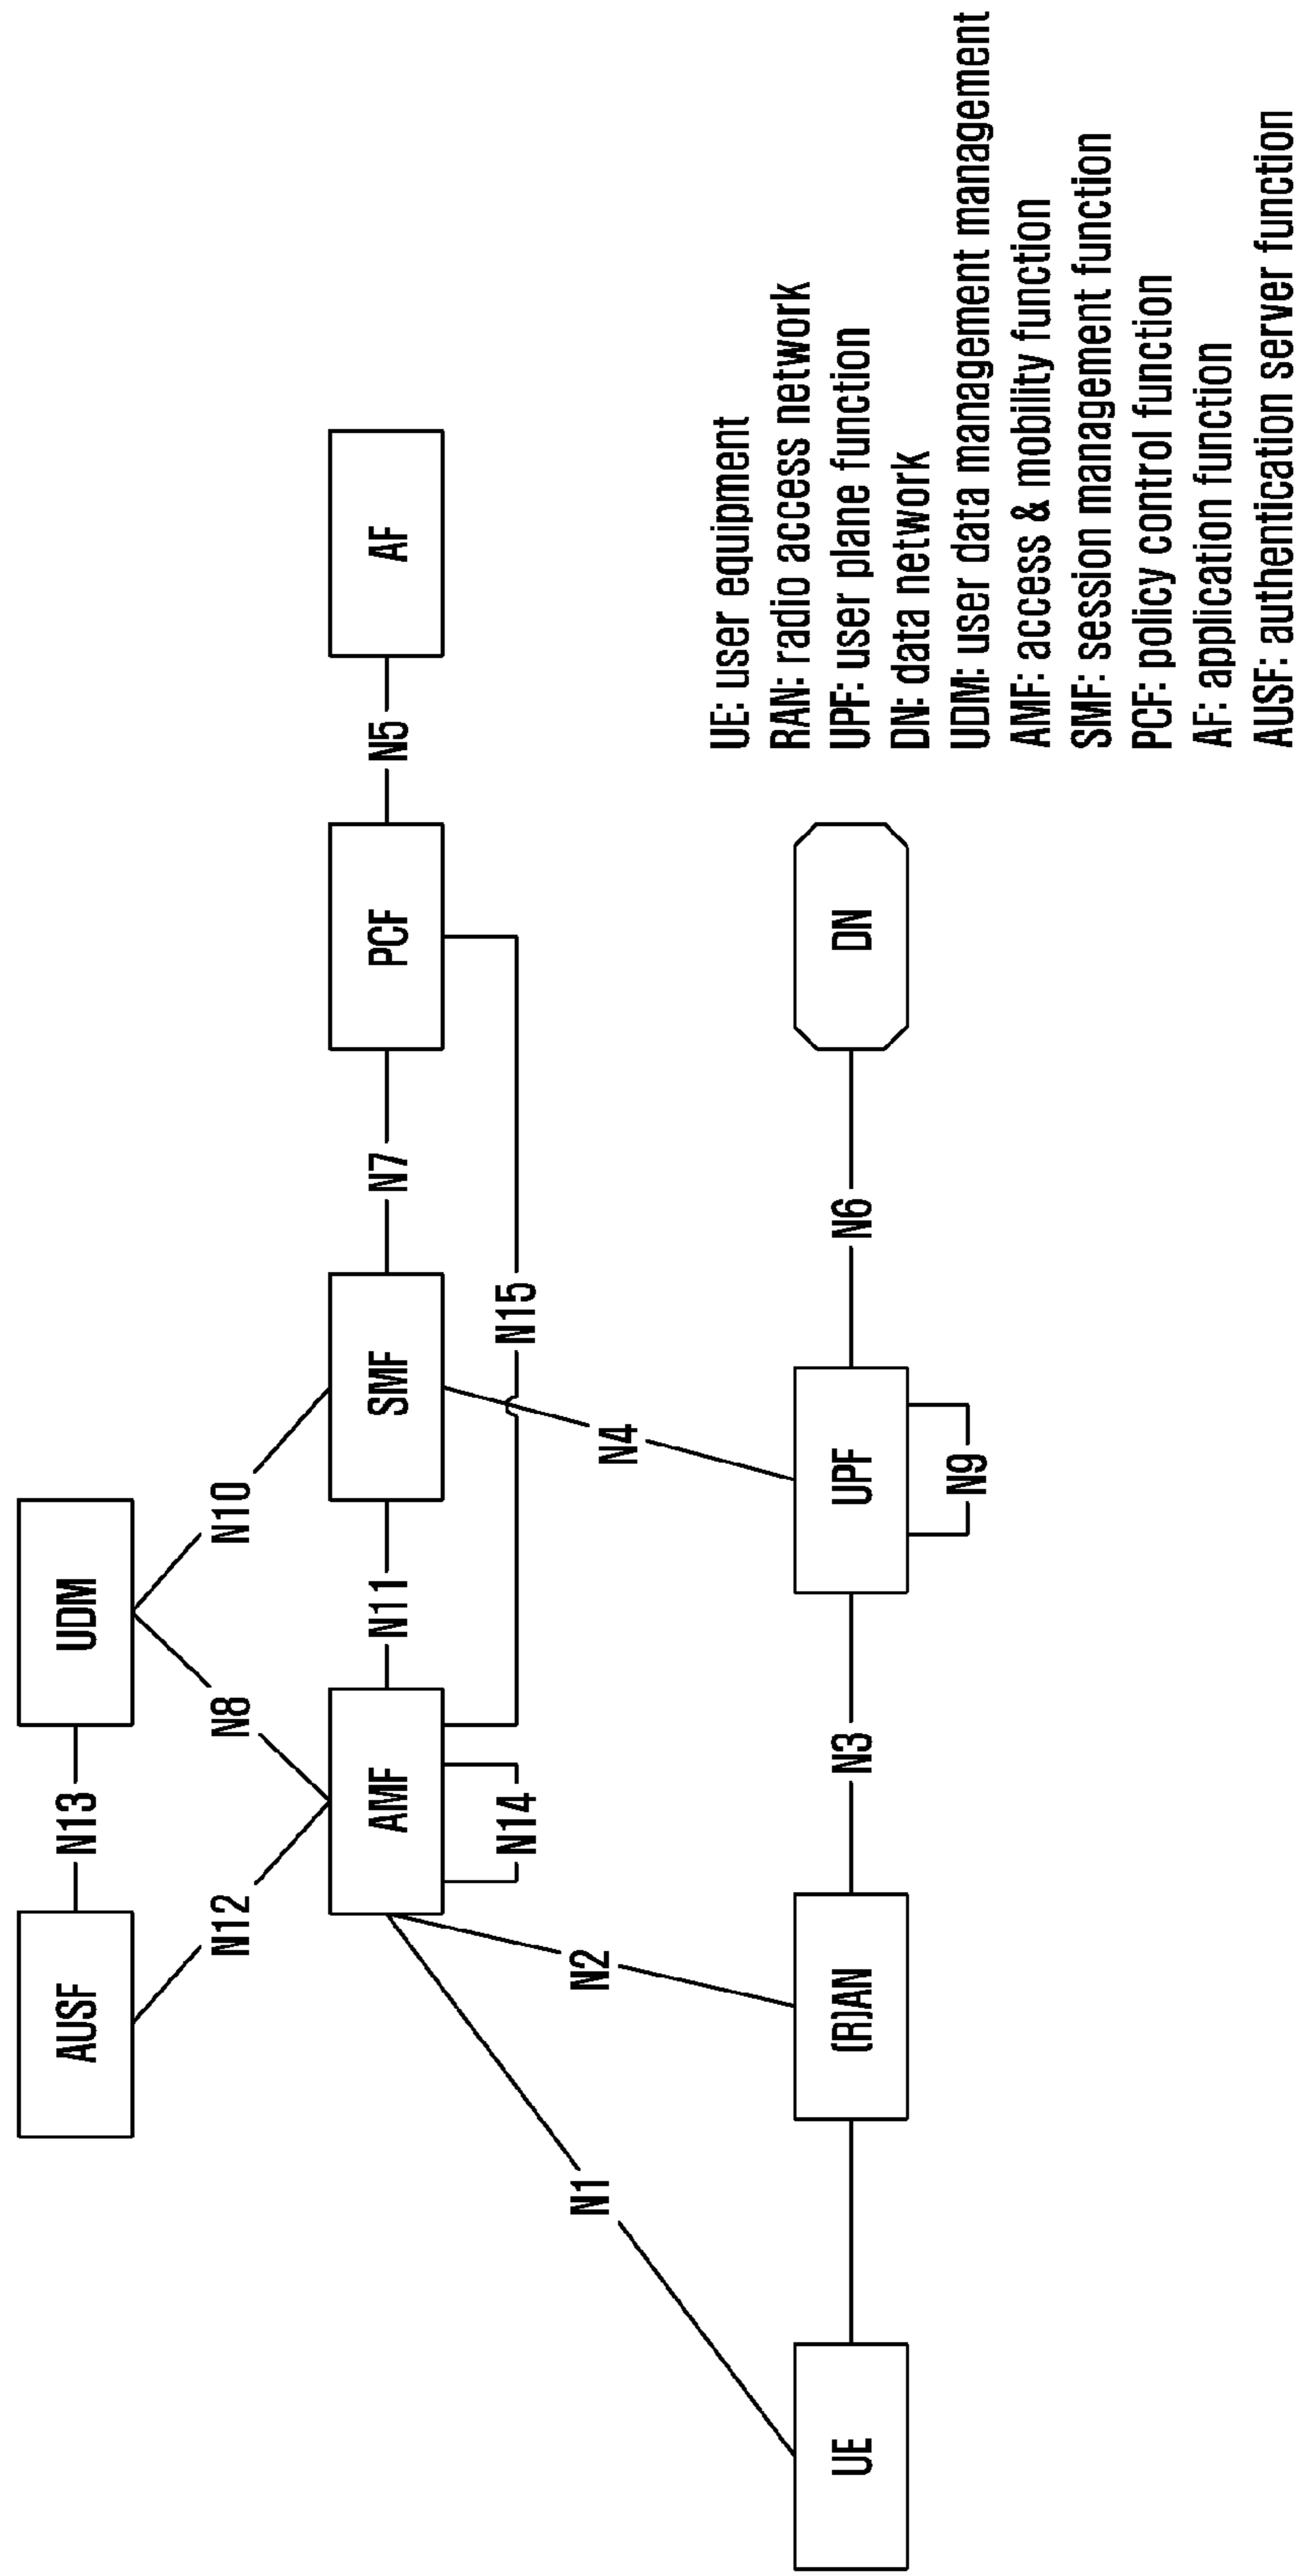 AUSF
N13
UDM
N12
N8
N10
AMF
N11
SMF
N7
PCF
N5
AF
N14
N15
N1
N2
N4
UE
(R)AN
N3
UPF
N6
DN
N9
UE: user equipment
RAN: radio access network
UPF: user plane function
DN: data network
UDM: user data management management
AMF: access & mobility function
SMF: session management function
PCF: policy control function
AF: application function
AUSF: authentication server function